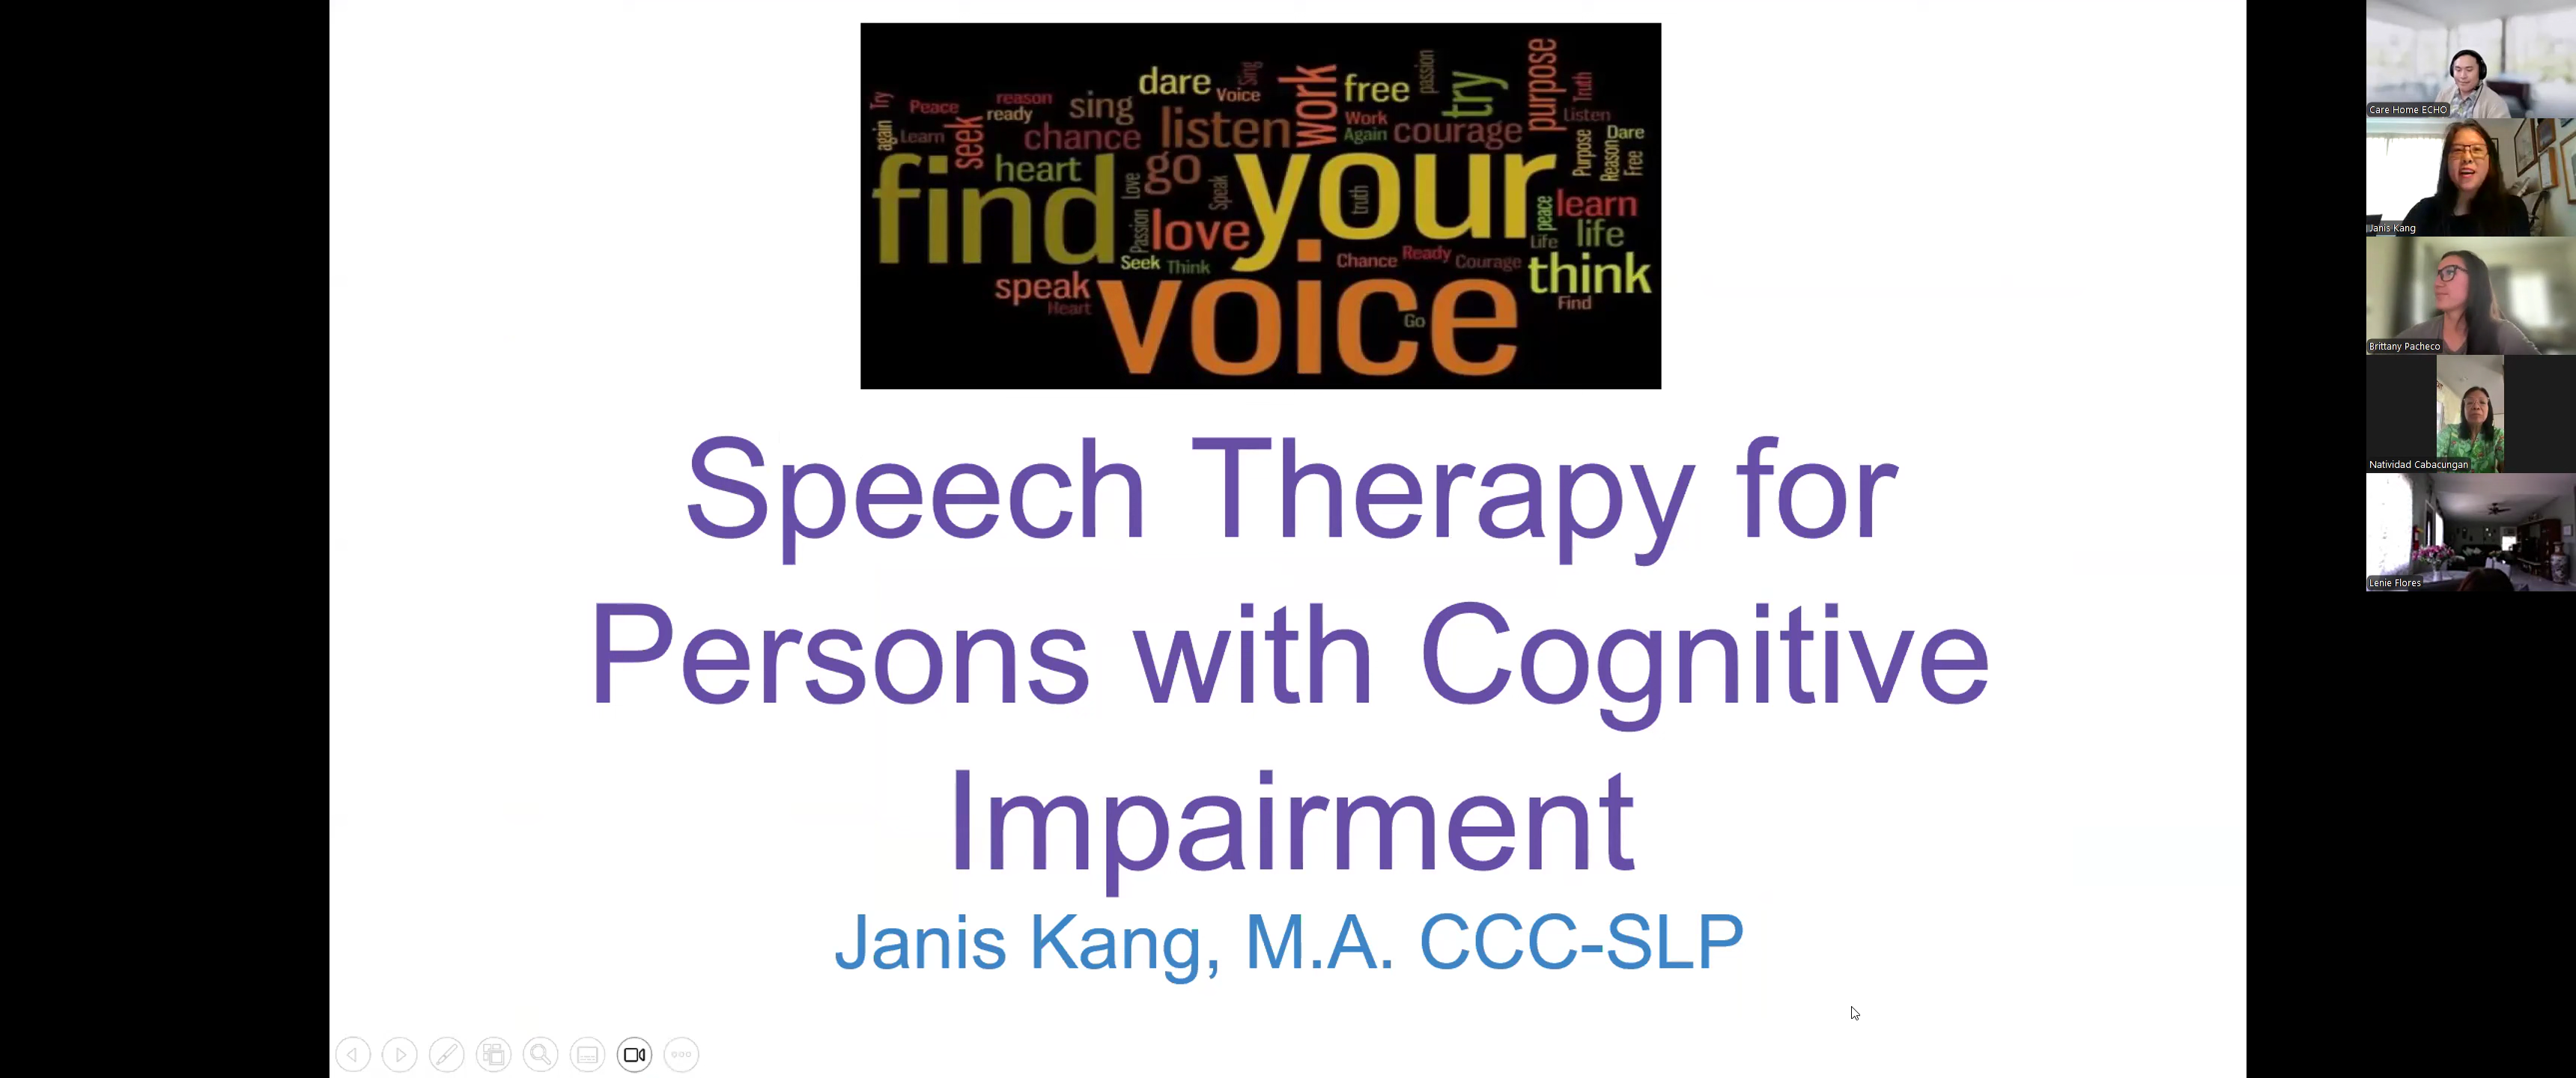 dare
Sing
Voice
work
free
passion
try
purpose
Truth
Try
Peace
reason
ready
sing
listen
Work
Again
courage
Listen
again
Learn
seek
chance
Purpose
Reason
Dare
Free
find
heart
Love
go
Speak
your
truth
peace
learn
Passion
love
Life
life
Seek
Think
Chance
Ready
Courage
think
speak
Heart
voice
Go
Find
Speech Therapy for
Persons with Cognitive
Impairment
Janis Kang, M.A. CCC-SLP
Care Home ECHO
Janis Kang
Brittany Pacheco
Natividad Cabacungan
Lenie Flores